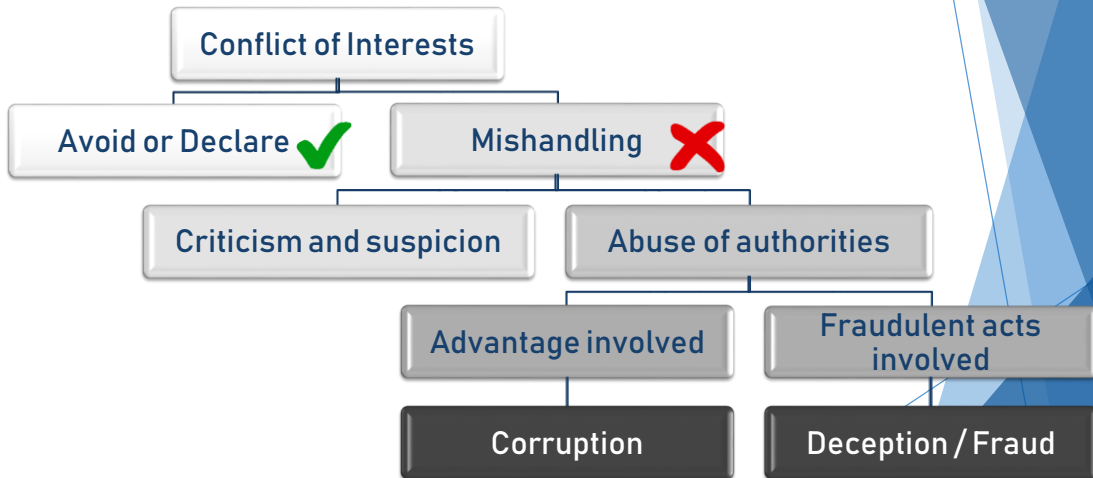 Conflict of Interests
Avoid or Declare
Mishandling
Criticism and suspicion
Abuse of authorities
Advantage involved
Fraudulent acts
involved
Corruption
Deception / Fraud